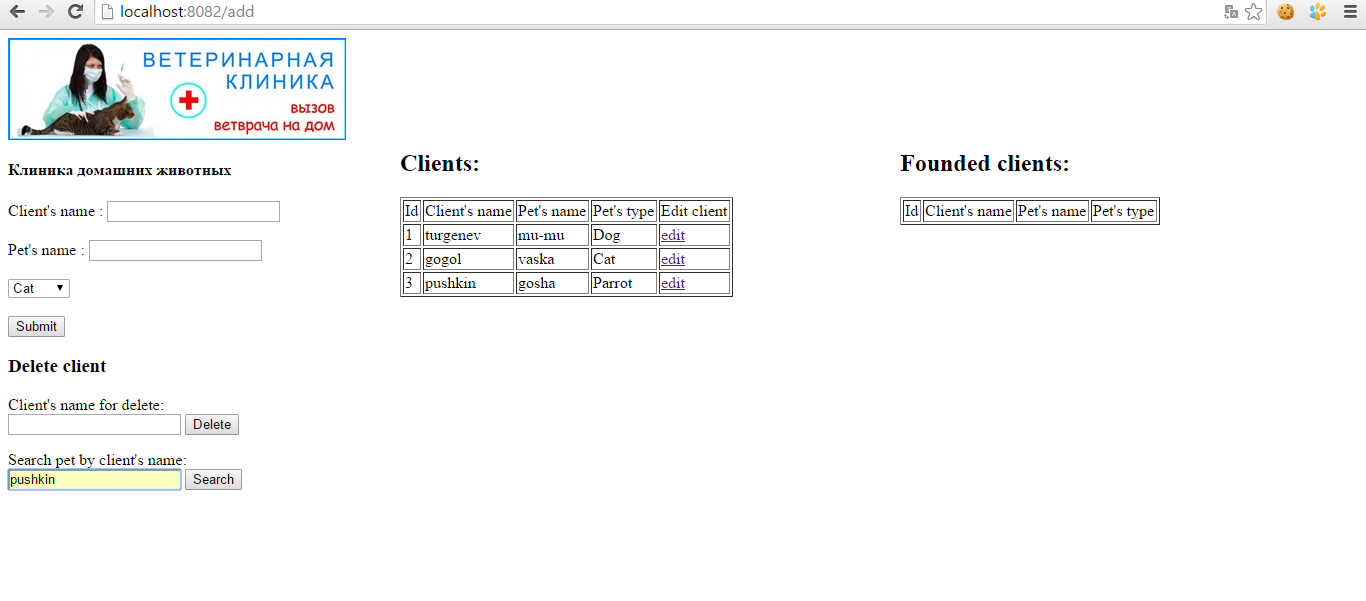 localhost:8082/add
ВЕТЕРИНАРНАЯ
КЛИНИКА
вызов
ветврача на дом
Клиника домашних животных
Client's name :
Pet's name :
Cat
Submit
Delete client
Client's name for delete:
Delete
Search pet by client's name:
pushkin Search
Clients:
Id Client's name Pet's name Pet's type Edit client
1 turgenev mu-mu Dog edit
2 gogol vaska Cat edit
3 pushkin gosha Parrot edit
Founded clients:
Id Client's name Pet's name Pet's type